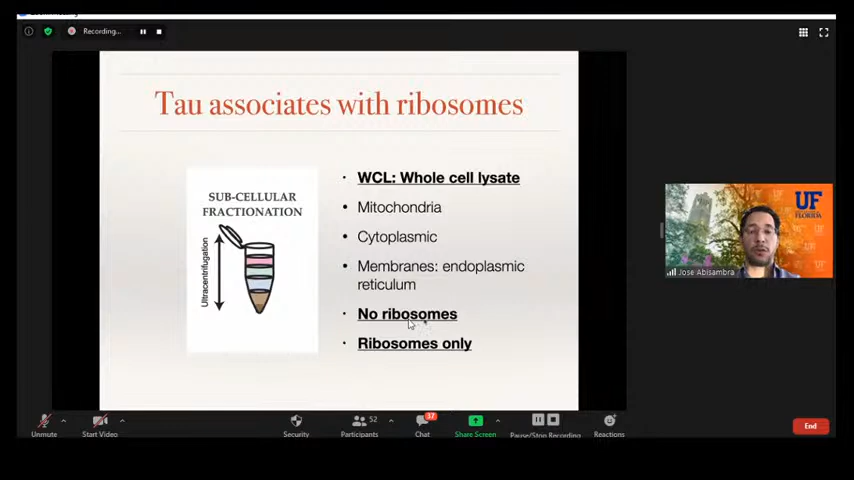 Recording...
Tau associates with ribosomes
SUB-CELLULAR
FRACTIONATION
Ultracentrifugation
· WCL: Whole cell lysate
• Mitochondria
• Cytoplasmic
• Membranes: endoplasmic
reticulum
· No ribosomes
· Ribosomes only
UF
FLORIDA
Jose Abisambra
37
52
Unmute
Start Video
Security
Participants
Chat
Share Screen
Pause/Stop Recording
Reactions
End